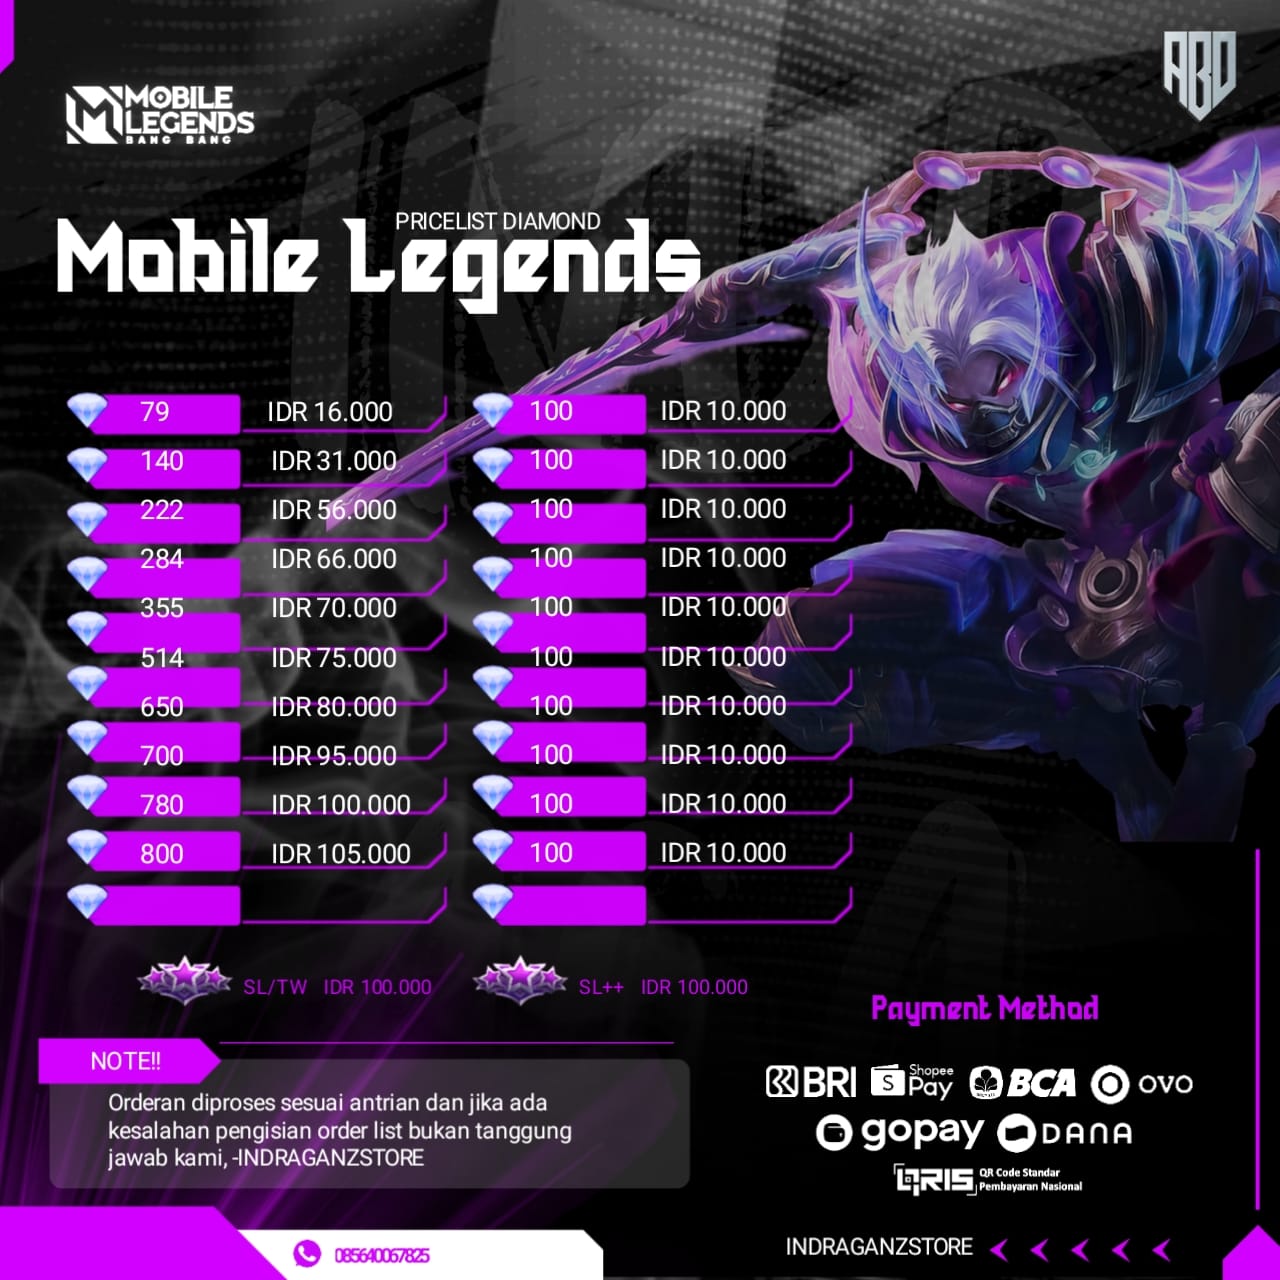 ABD
MOBILE
LEGENDS
BANG BANG
PRICELIST DIAMOND
Mobile Legends
79 IDR 16.000 100 IDR 10.000
140 IDR 31.000 100 IDR 10.000
222 IDR 56.000 100 IDR 10.000
284 IDR 66.000 100 IDR 10.000
355 IDR 70.000 100 IDR 10.000
514 IDR 75.000 100 IDR 10.000
650 IDR 80.000 100 IDR 10.000
700 IDR 95.000 100 IDR 10.000
780 IDR 100.000 100 IDR 10.000
800 IDR 105.000 100 IDR 10.000
SL/TW IDR 100.000 SL++ IDR 100.000
NOTE!!
Orderan diproses sesuai antrian dan jika ada
kesalahan pengisian order list bukan tanggung
jawab kami, -INDRAGANZSTORE
Payment Method
BRI S Shopee Pay BCA OVO
gopay DANA
QRIS QR Code Standar
Pembayaran Nasional
085640067825
INDRAGANZSTORE